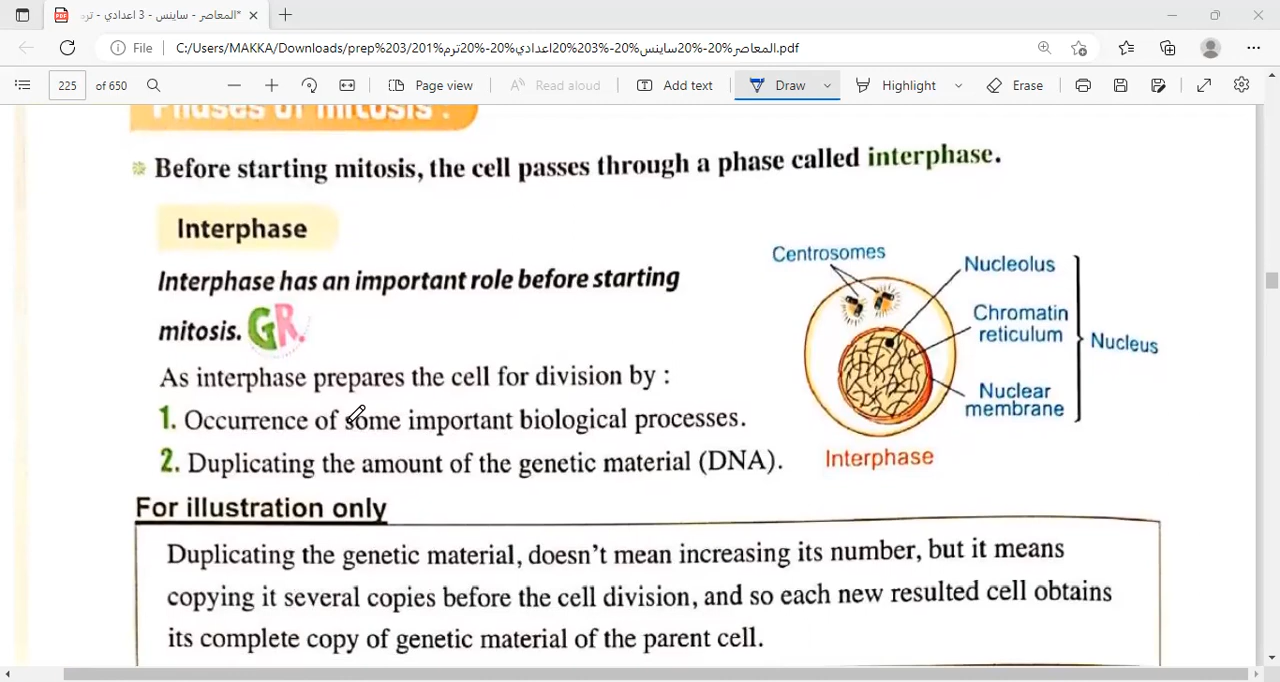 *المعاصر - ساينس - 3 اعدادي - تر
File C:/Users/MAKKA/Downloads/prep%203/201%المعاصر%20-%20ساينس%20-%203%20اعدادي%20-%20ترم.pdf
225 of 650 Page view Read aloud Add text Draw Highlight Erase
Phases of mitosis :
Before starting mitosis, the cell passes through a phase called interphase.
Interphase
Interphase has an important role before starting
mitosis. GR.
As interphase prepares the cell for division by :
1. Occurrence of some important biological processes.
2. Duplicating the amount of the genetic material (DNA).
Centrosomes
Nucleolus
Chromatin
reticulum
Nucleus
Nuclear
membrane
Interphase
For illustration only
Duplicating the genetic material, doesn't mean increasing its number, but it means
copying it several copies before the cell division, and so each new resulted cell obtains
its complete copy of genetic material of the parent cell.